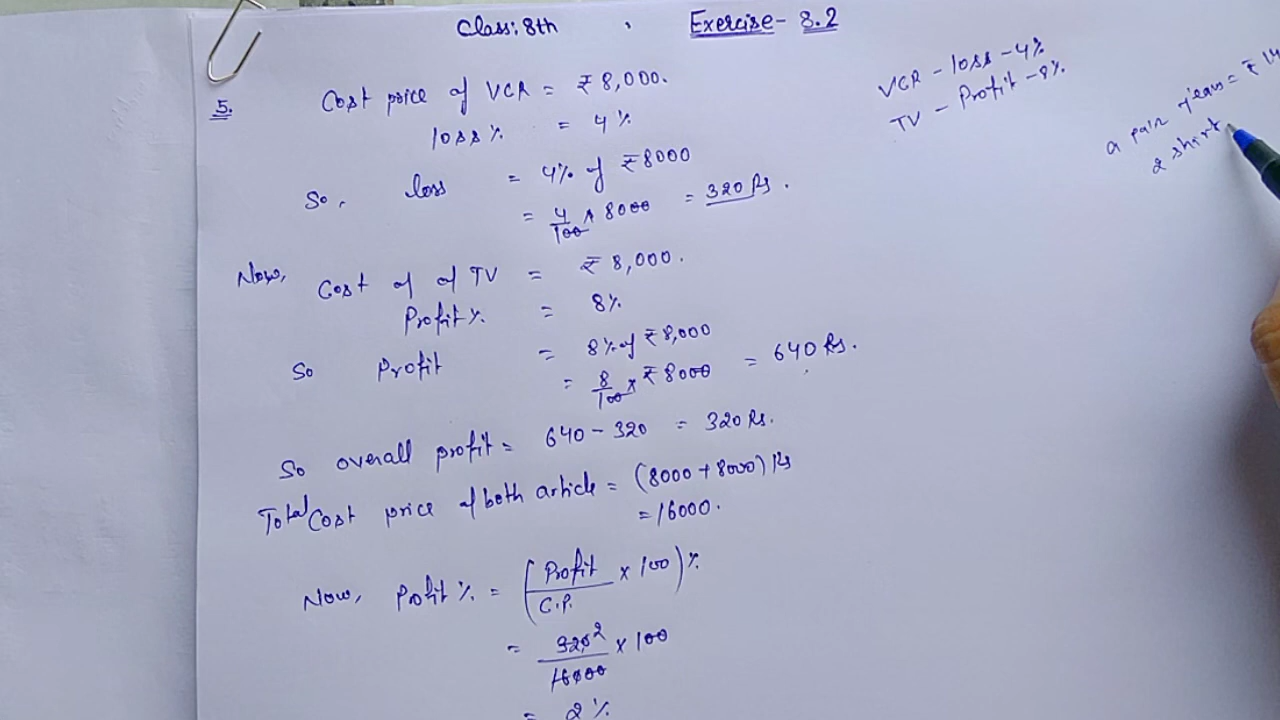 Class: 8th . Exercise - 8.2
5. Cost price of VCR = ₹ 8,000.
loss % = 4 %
So, loss = 4% of ₹8000
= 4/100 × 8000 = 320 Rs.
Now, Cost of of TV = ₹ 8,000.
Profit % = 8%
So Profit = 8% of ₹ 8,000
= 8/100 × ₹ 8000 = 640 Rs.
So overall profit = 640 - 320 = 320 Rs.
Total Cost price of both article = (8000 + 8000) Rs
= 16000.
Now, Profit % = (Profit/C.P. × 100) %
= 320 2/16000 × 100
= 2 %
VCR - loss - 4%
TV - Profit - 8%.
a pair jeans = ₹ 14
2 shirt